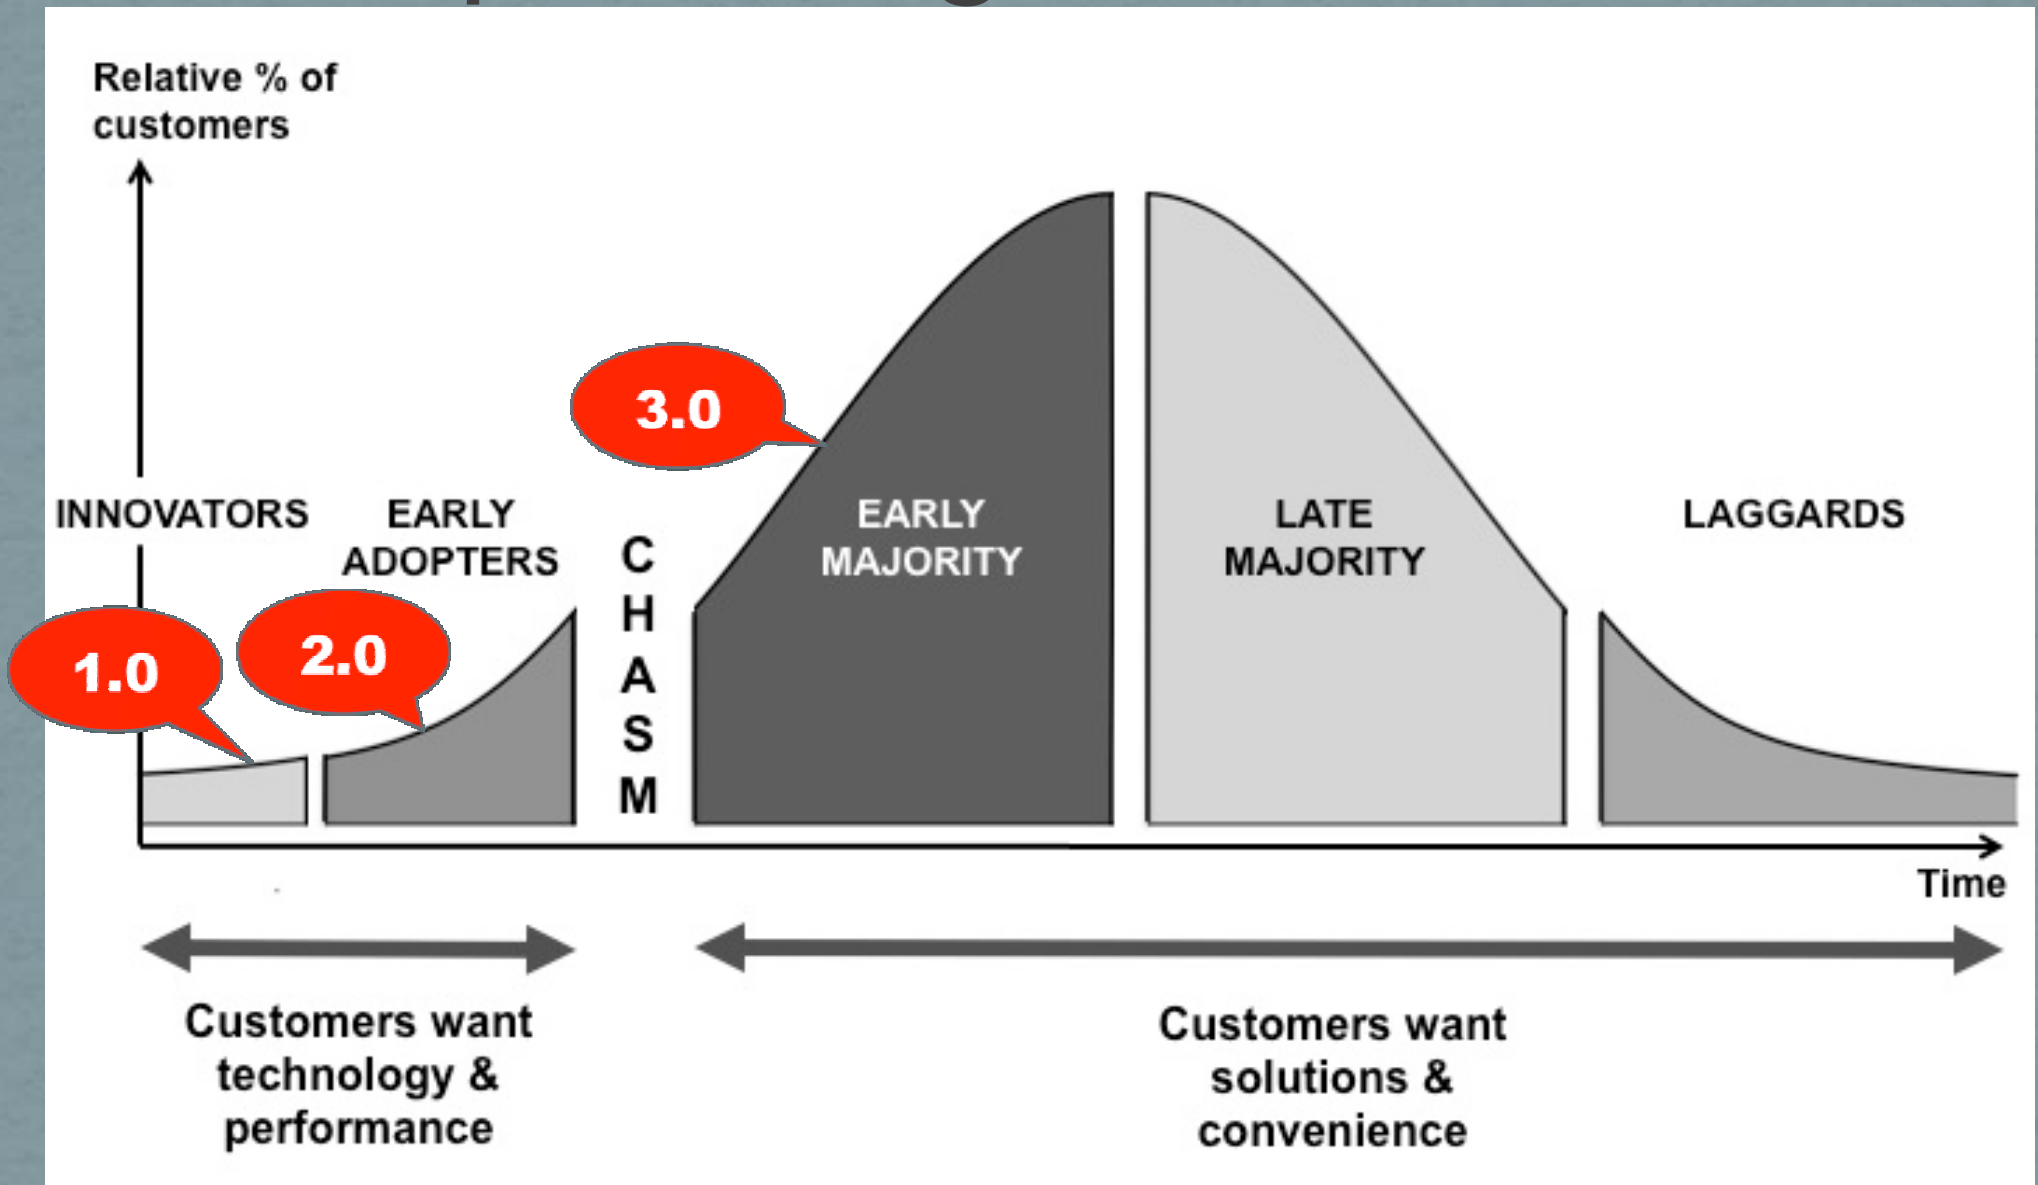 Relative % of
customers
INNOVATORS
EARLY
ADOPTERS
C
H
A
S
M
EARLY
MAJORITY
LATE
MAJORITY
LAGGARDS
1.0
2.0
3.0
Time
Customers want
technology &
performance
Customers want
solutions &
convenience